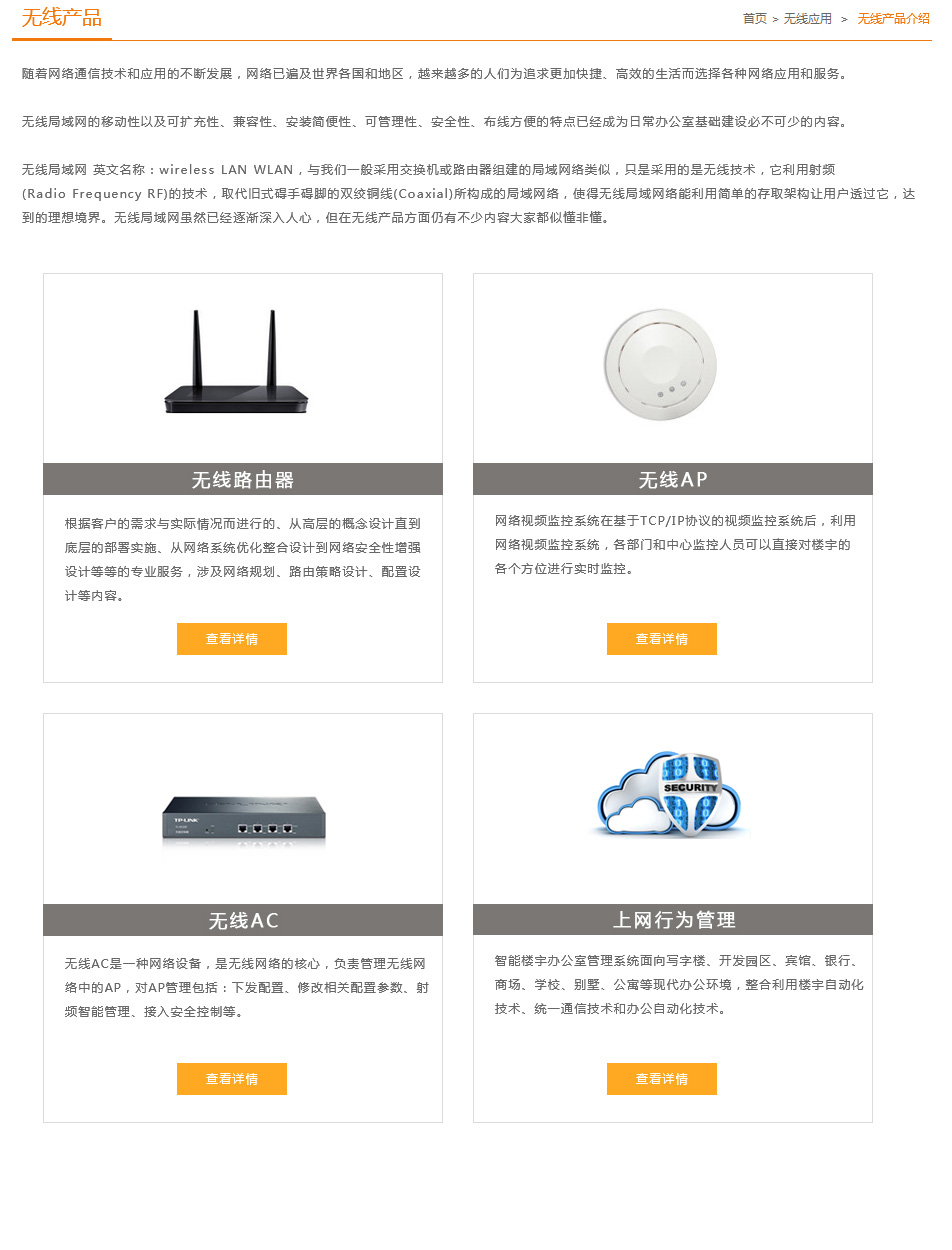 无线产品
首页 > 无线应用 > 无线产品介绍
随着网络通信技术和应用的不断发展，网络已遍及世界各国和地区，越来越多的人们为追求更加快捷、高效的生活而选择各种网络应用和服务。
无线局域网的移动性以及可扩充性、兼容性、安装简便性、可管理性、安全性、布线方便的特点已经成为日常办公室基础建设必不可少的内容。
无线局域网 英文名称：wireless LAN WLAN，与我们一般采用交换机或路由器组建的局域网络类似，只是采用的是无线技术，它利用射频
(Radio Frequency RF)的技术，取代旧式碍手碍脚的双绞铜线(Coaxial)所构成的局域网络，使得无线局域网络能利用简单的存取架构让用户透过它，达
到的理想境界。无线局域网虽然已经逐渐深入人心，但在无线产品方面仍有不少内容大家都似懂非懂。
无线路由器
根据客户的需求与实际情况而进行的、从高层的概念设计直到
底层的部署实施、从网络系统优化整合设计到网络安全性增强
设计等等的专业服务，涉及网络规划、路由策略设计、配置设
计等内容。
查看详情
无线AP
网络视频监控系统在基于TCP/IP协议的视频监控系统后，利用
网络视频监控系统，各部门和中心监控人员可以直接对楼宇的
各个方位进行实时监控。
查看详情
TP-LINK
无线AC
无线AC是一种网络设备，是无线网络的核心，负责管理无线网
络中的AP，对AP管理包括：下发配置、修改相关配置参数、射
频智能管理、接入安全控制等。
查看详情
SECURITY
上网行为管理
智能楼宇办公室管理系统面向写字楼、开发园区、宾馆、银行、
商场、学校、别墅、公寓等现代办公环境，整合利用楼宇自动化
技术、统一通信技术和办公自动化技术。
查看详情